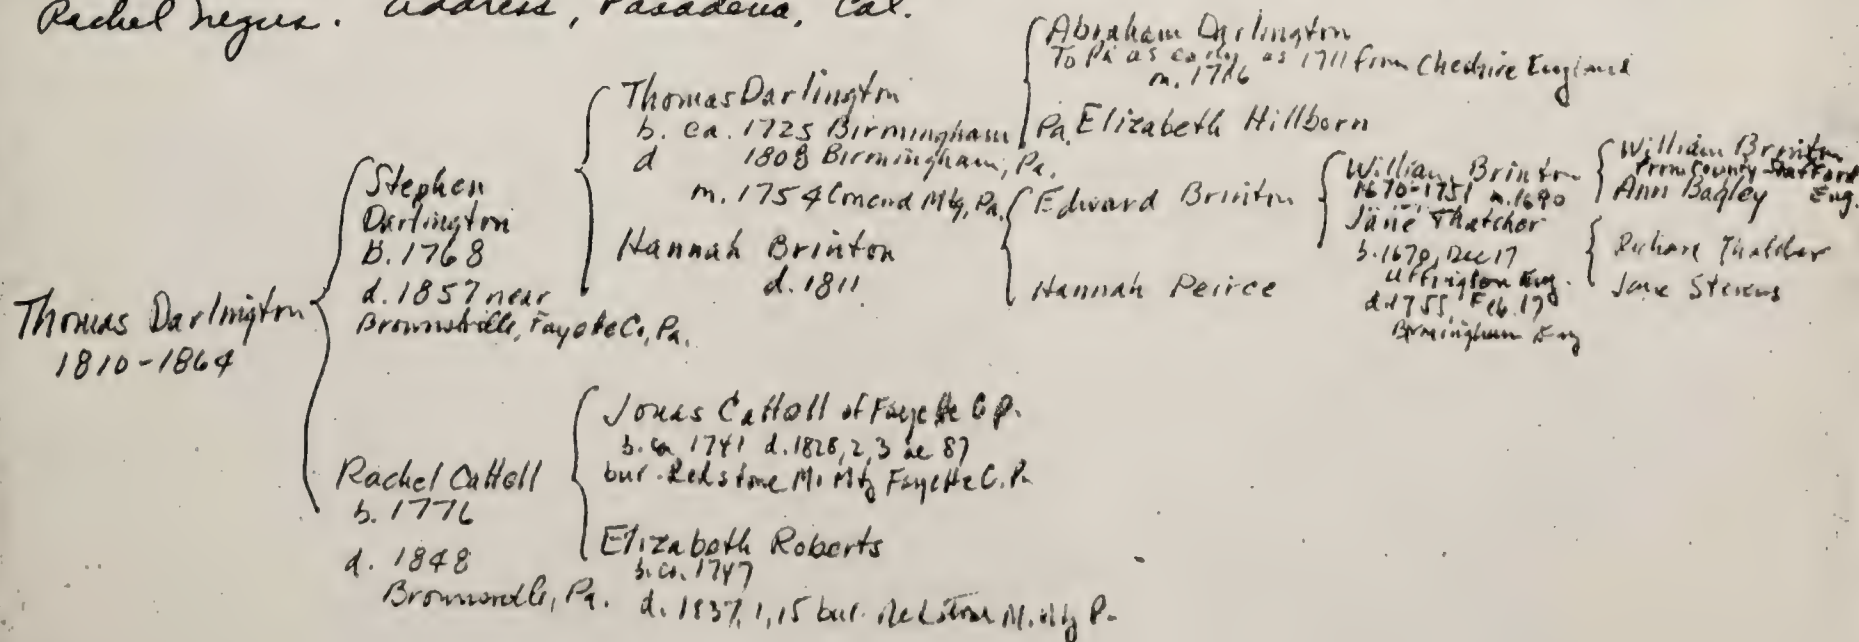 Rachel Negus. Address, Pasadena, Cal.
Abraham Darlington
To Pa as early as 1711 from Cheshire England
m. 1716
Elizabeth Hillborn
Thomas Darlington
b. ca. 1725 Birmingham Pa.
d 1808 Birmingham, Pa.
m. 1754 Concord Mtg, Pa.
Hannah Brinton
d. 1811
Edward Brinton
Hannah Peirce
William Brinton
1670-1751 m. 1690
Jane Thatcher
b. 1670, Dec 17
Uffington Eng.
d. 1755, Feb. 17
Birmingham Eng
William Brinton
From County Stafford Eng.
Ann Bagley
Richard Thatcher
Jane Stevens
Stephen
Darlington
B. 1768
d. 1857 near
Brownsville, Fayette Co, Pa.
Thomas Darlington
1810-1864
Rachel Cattell
b. 1776
d. 1848
Brownsville, Pa.
Jonas Cattell of Fayette C P.
b. ca 1741 d. 1828, 2, 3 ae 87
bur. Redstone M. Mtg Fayette C. Pa
Elizabeth Roberts
b. ca. 1747
d. 1837, 1, 15 bur. Redstone M. Mtg P.